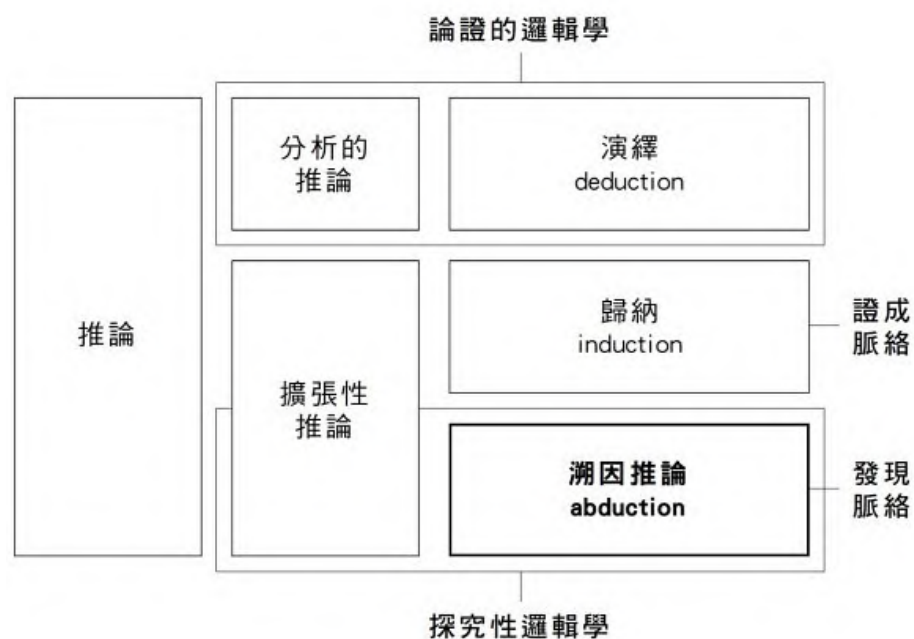 論證的邏輯學
分析的
推論
演繹
deduction
推論
擴張性
推論
歸納
induction
證成
脈絡
溯因推論
abduction
發現
脈絡
探究性邏輯學